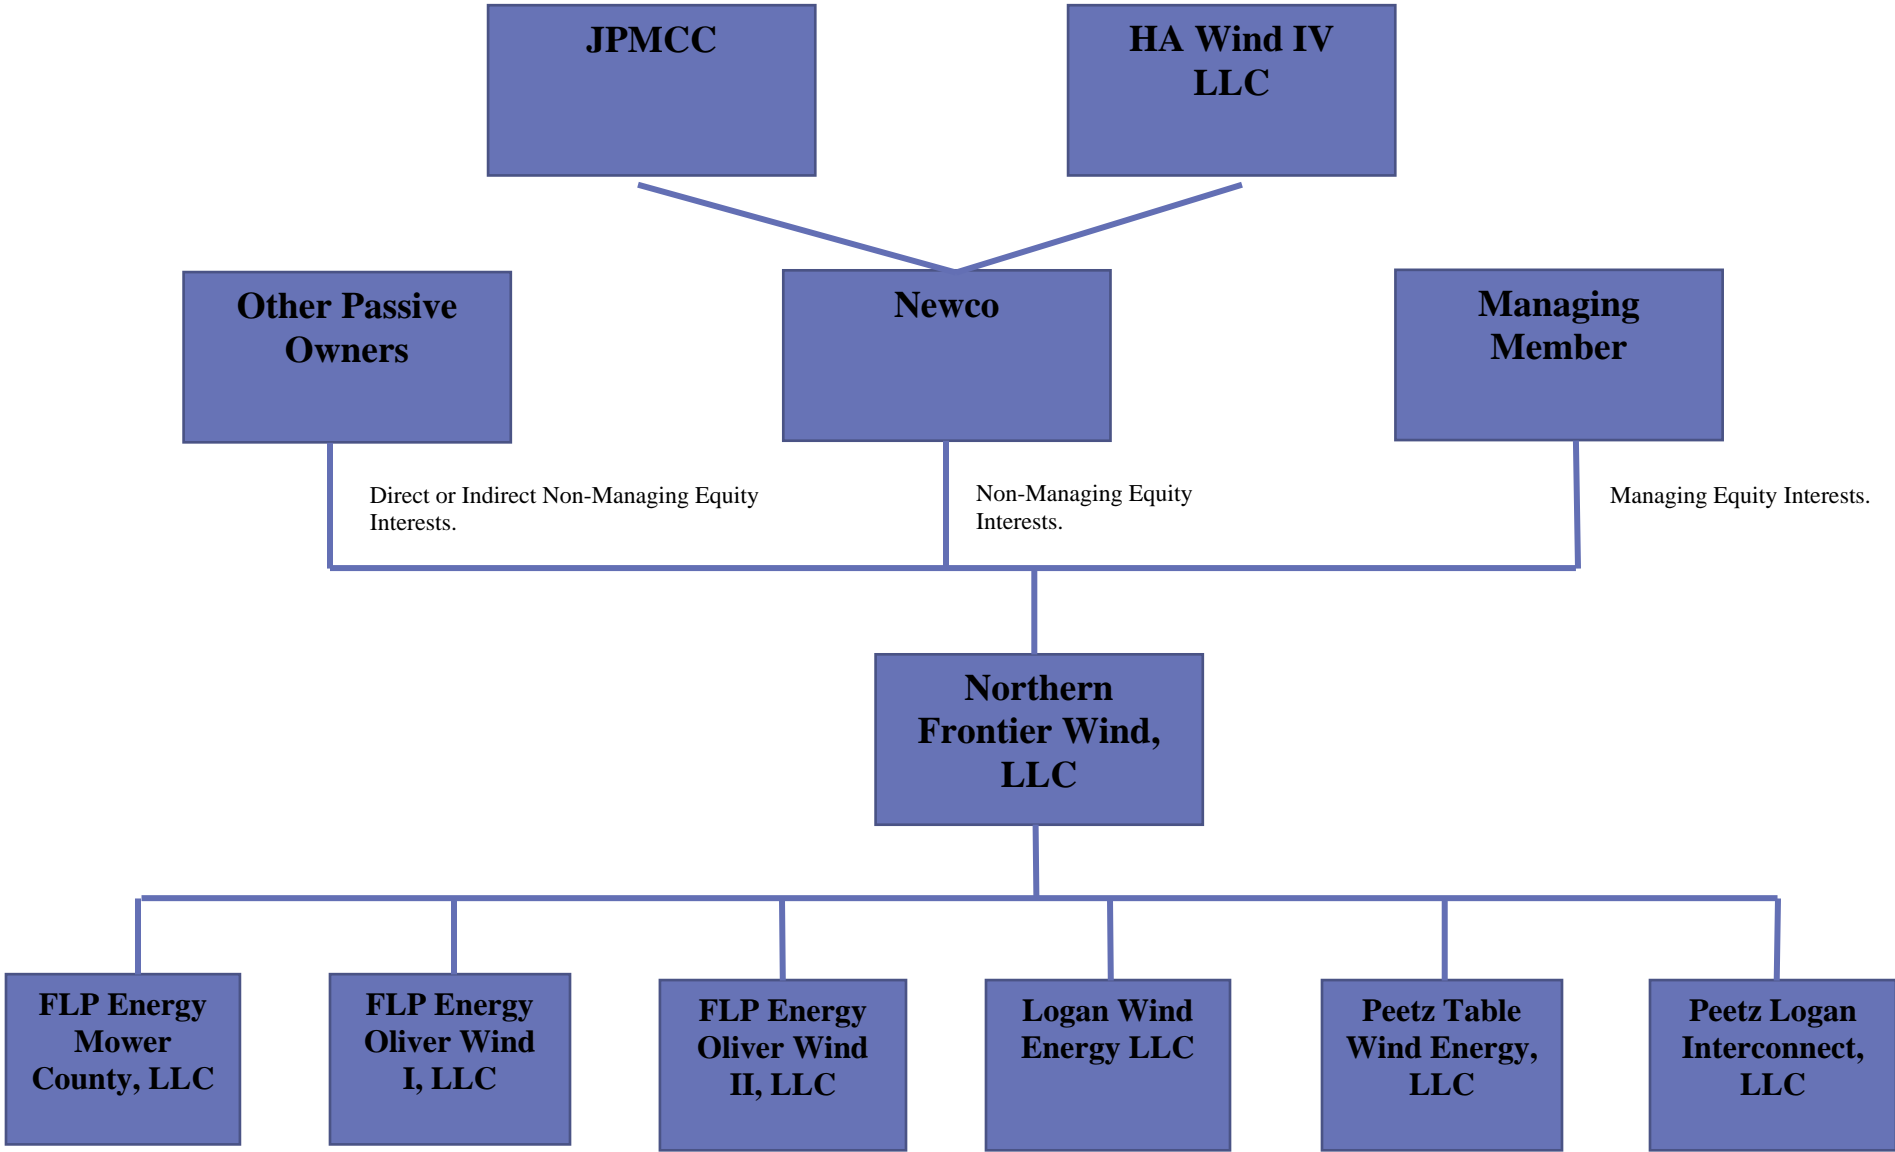 JPMCC
HA Wind IV
LLC
Other Passive
Owners
Newco
Managing
Member
Direct or Indirect Non-Managing Equity
Interests.
Non-Managing Equity
Interests.
Managing Equity Interests.
Northern
Frontier Wind,
LLC
FLP Energy
Mower
County, LLC
FLP Energy
Oliver Wind
I, LLC
FLP Energy
Oliver Wind
II, LLC
Logan Wind
Energy LLC
Peetz Table
Wind Energy,
LLC
Peetz Logan
Interconnect,
LLC